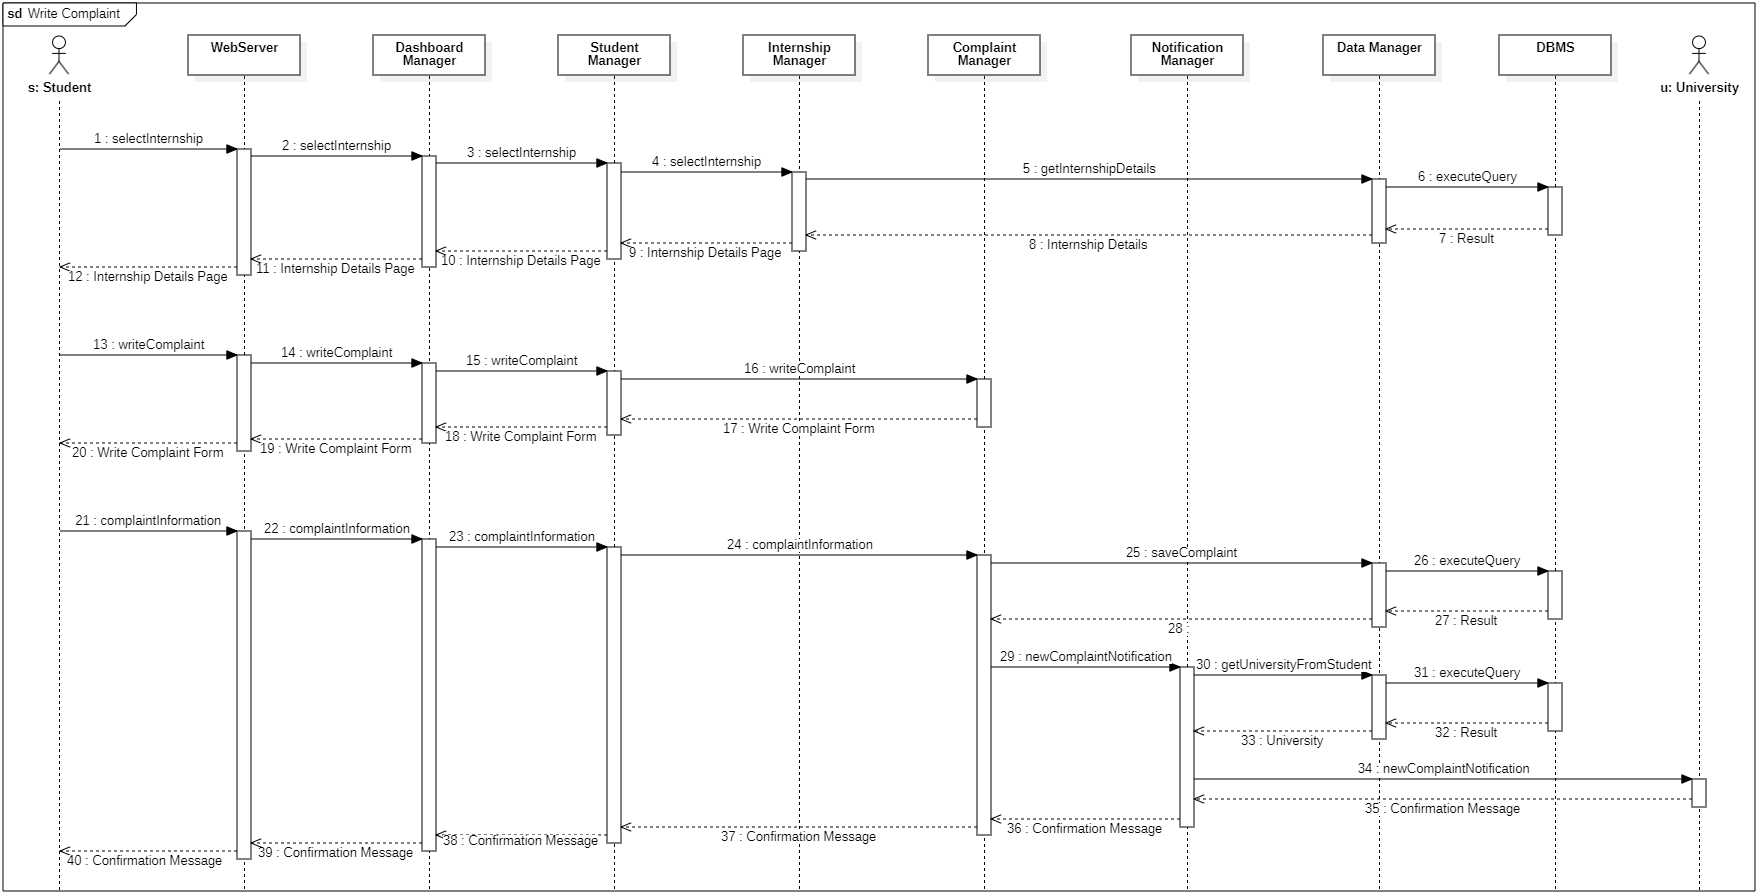 sd Write Complaint
s: Student
WebServer
Dashboard
Manager
Student
Manager
Internship
Manager
Complaint
Manager
Notification
Manager
Data Manager
DBMS
u: University
1 : selectInternship
2 : selectInternship
3 : selectInternship
4 : selectInternship
5 : getInternshipDetails
6 : executeQuery
7 : Result
8 : Internship Details
9 : Internship Details Page
10 : Internship Details Page
11 : Internship Details Page
12 : Internship Details Page
13 : writeComplaint
14 : writeComplaint
15 : writeComplaint
16 : writeComplaint
17 : Write Complaint Form
18 : Write Complaint Form
19 : Write Complaint Form
20 : Write Complaint Form
21 : complaintInformation
22 : complaintInformation
23 : complaintInformation
24 : complaintInformation
25 : saveComplaint
26 : executeQuery
27 : Result
28 :
29 : newComplaintNotification
30 : getUniversityFromStudent
31 : executeQuery
32 : Result
33 : University
34 : newComplaintNotification
35 : Confirmation Message
36 : Confirmation Message
37 : Confirmation Message
38 : Confirmation Message
39 : Confirmation Message
40 : Confirmation Message